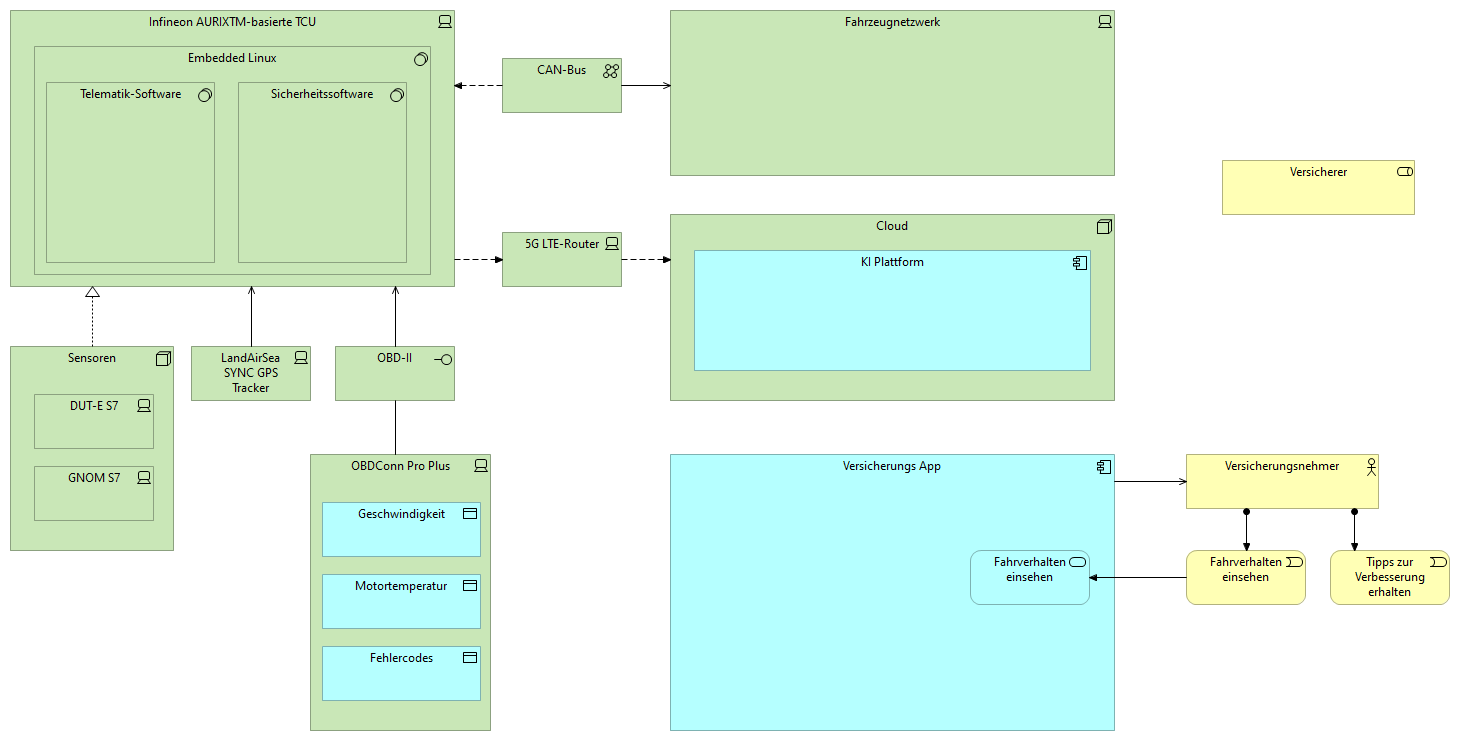 Infineon AURIXTM-basierte TCU
Embedded Linux
Telematik-Software
Sicherheitssoftware
CAN-Bus
Fahrzeugnetzwerk
Versicherer
5G LTE-Router
Cloud
KI Plattform
Sensoren
DUT-E S7
GNOM S7
LandAirSea
SYNC GPS
Tracker
OBD-II
OBDConn Pro Plus
Geschwindigkeit
Motortemperatur
Fehlercodes
Versicherungs App
Fahrverhalten
einsehen
Versicherungsnehmer
Fahrverhalten
einsehen
Tipps zur
Verbesserung
erhalten